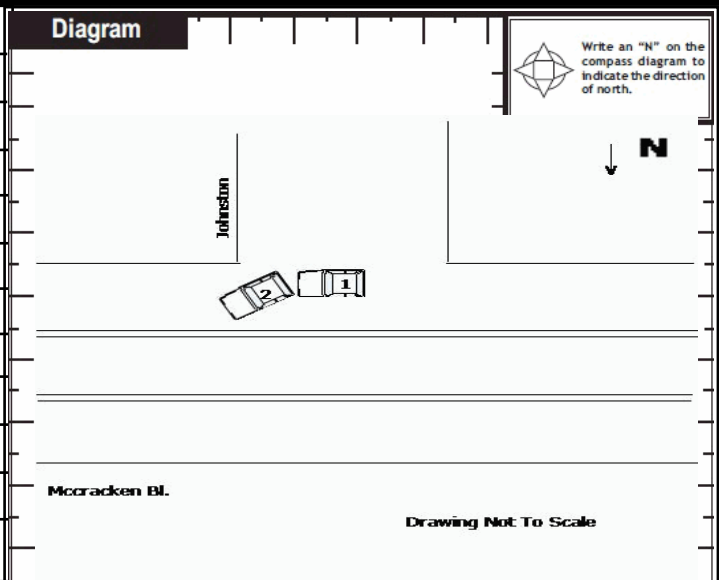 Diagram
Write an “N” on the
compass diagram to
indicate the direction
of north.
N
Johnston
2
1
Mccracken Bl.
Drawing Not To Scale